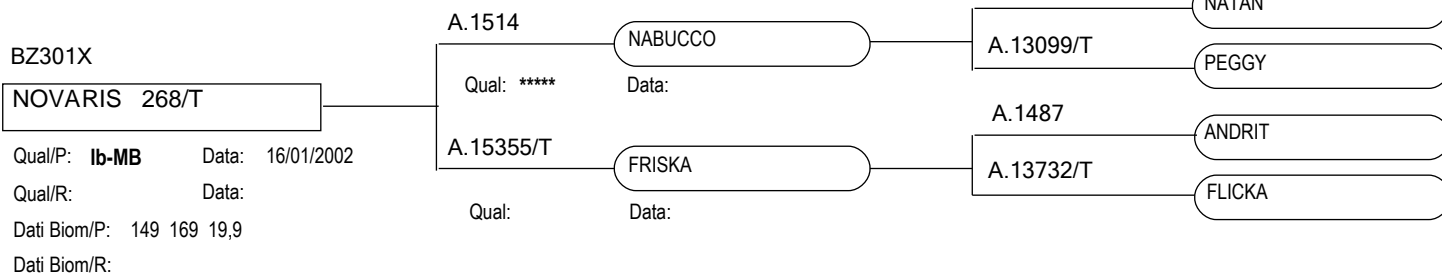 NATAN
A.1514
NABUCCO
A.13099/T
BZ301X
PEGGY
Qual: ***** Data:
NOVARIS 268/T
A.1487
ANDRIT
A.15355/T
Qual/P: Ib-MB Data: 16/01/2002
FRISKA
A.13732/T
Qual/R: Data:
FLICKA
Qual: Data:
Dati Biom/P: 149 169 19,9
Dati Biom/R: